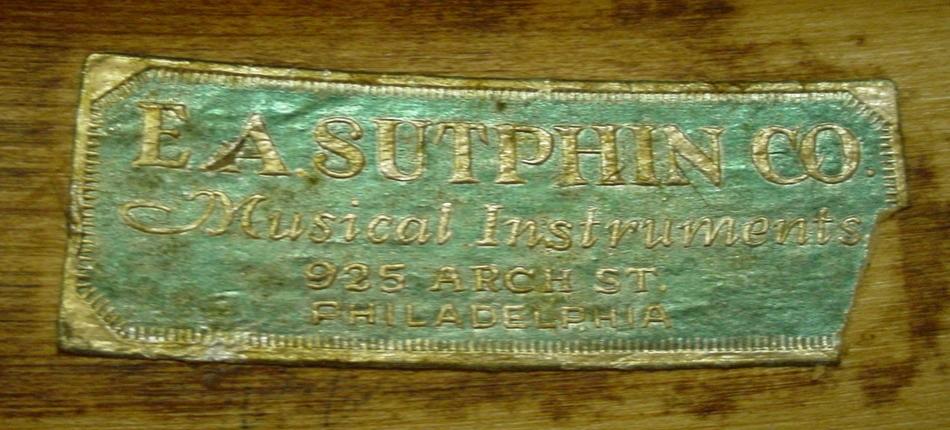 E.A. SUTPHIN CO.
Musical Instruments
925 ARCH ST.
PHILADELPHIA